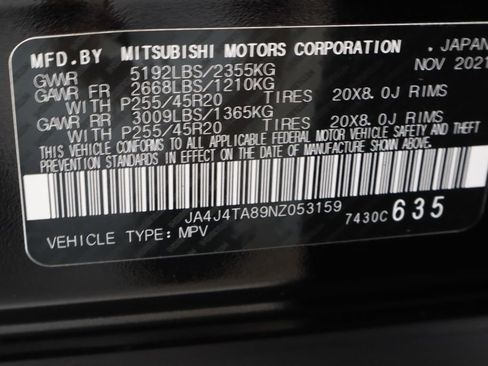 MFD.BY MITSUBISHI MOTORS CORPORATION . JAPAN
GVWR 5192LBS/2355KG NOV 2021
GAWR FR 2668LBS/1210KG
WITH P255/45R20 TIRES 20X8.0J RIMS
GAWR RR 3009LBS/1365KG
WITH P255/45R20 TIRES 20X8.0J RIMS
THIS VEHICLE CONFORMS TO ALL APPLICABLE FEDERAL MOTOR VEHICLE SAFETY AND THEFT
PREVENTION STANDARDS IN EFFECT ON THE DATE OF MANUFACTURE SHOWN ABOVE.
JA4J4TA89NZ053159 7430C 635
VEHICLE TYPE: MPV